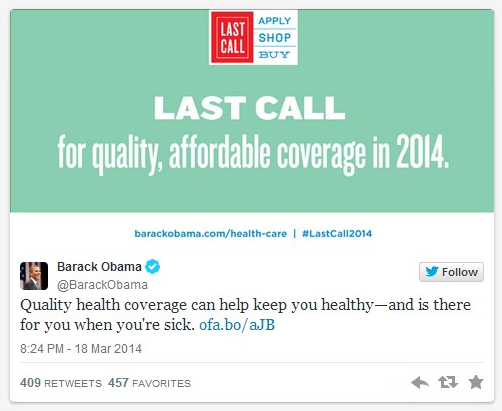 LAST CALL
APPLY
SHOP
BUY
LAST CALL
for quality, affordable coverage in 2014.
barackobama.com/health-care | #LastCall2014
Barack Obama
@BarackObama
Follow
Quality health coverage can help keep you healthy—and is there
for you when you're sick. ofa.bo/aJB
8:24 PM - 18 Mar 2014
409 RETWEETS 457 FAVORITES